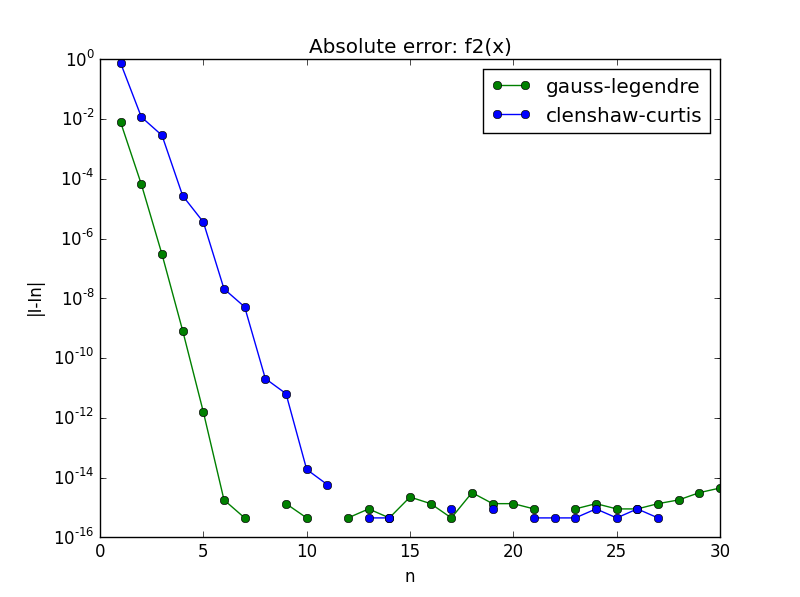 Absolute error: f2(x)
gauss-legendre
clenshaw-curtis
|I-In|
10^0
10^-2
10^-4
10^-6
10^-8
10^-10
10^-12
10^-14
10^-16
0 5 10 15 20 25 30
n